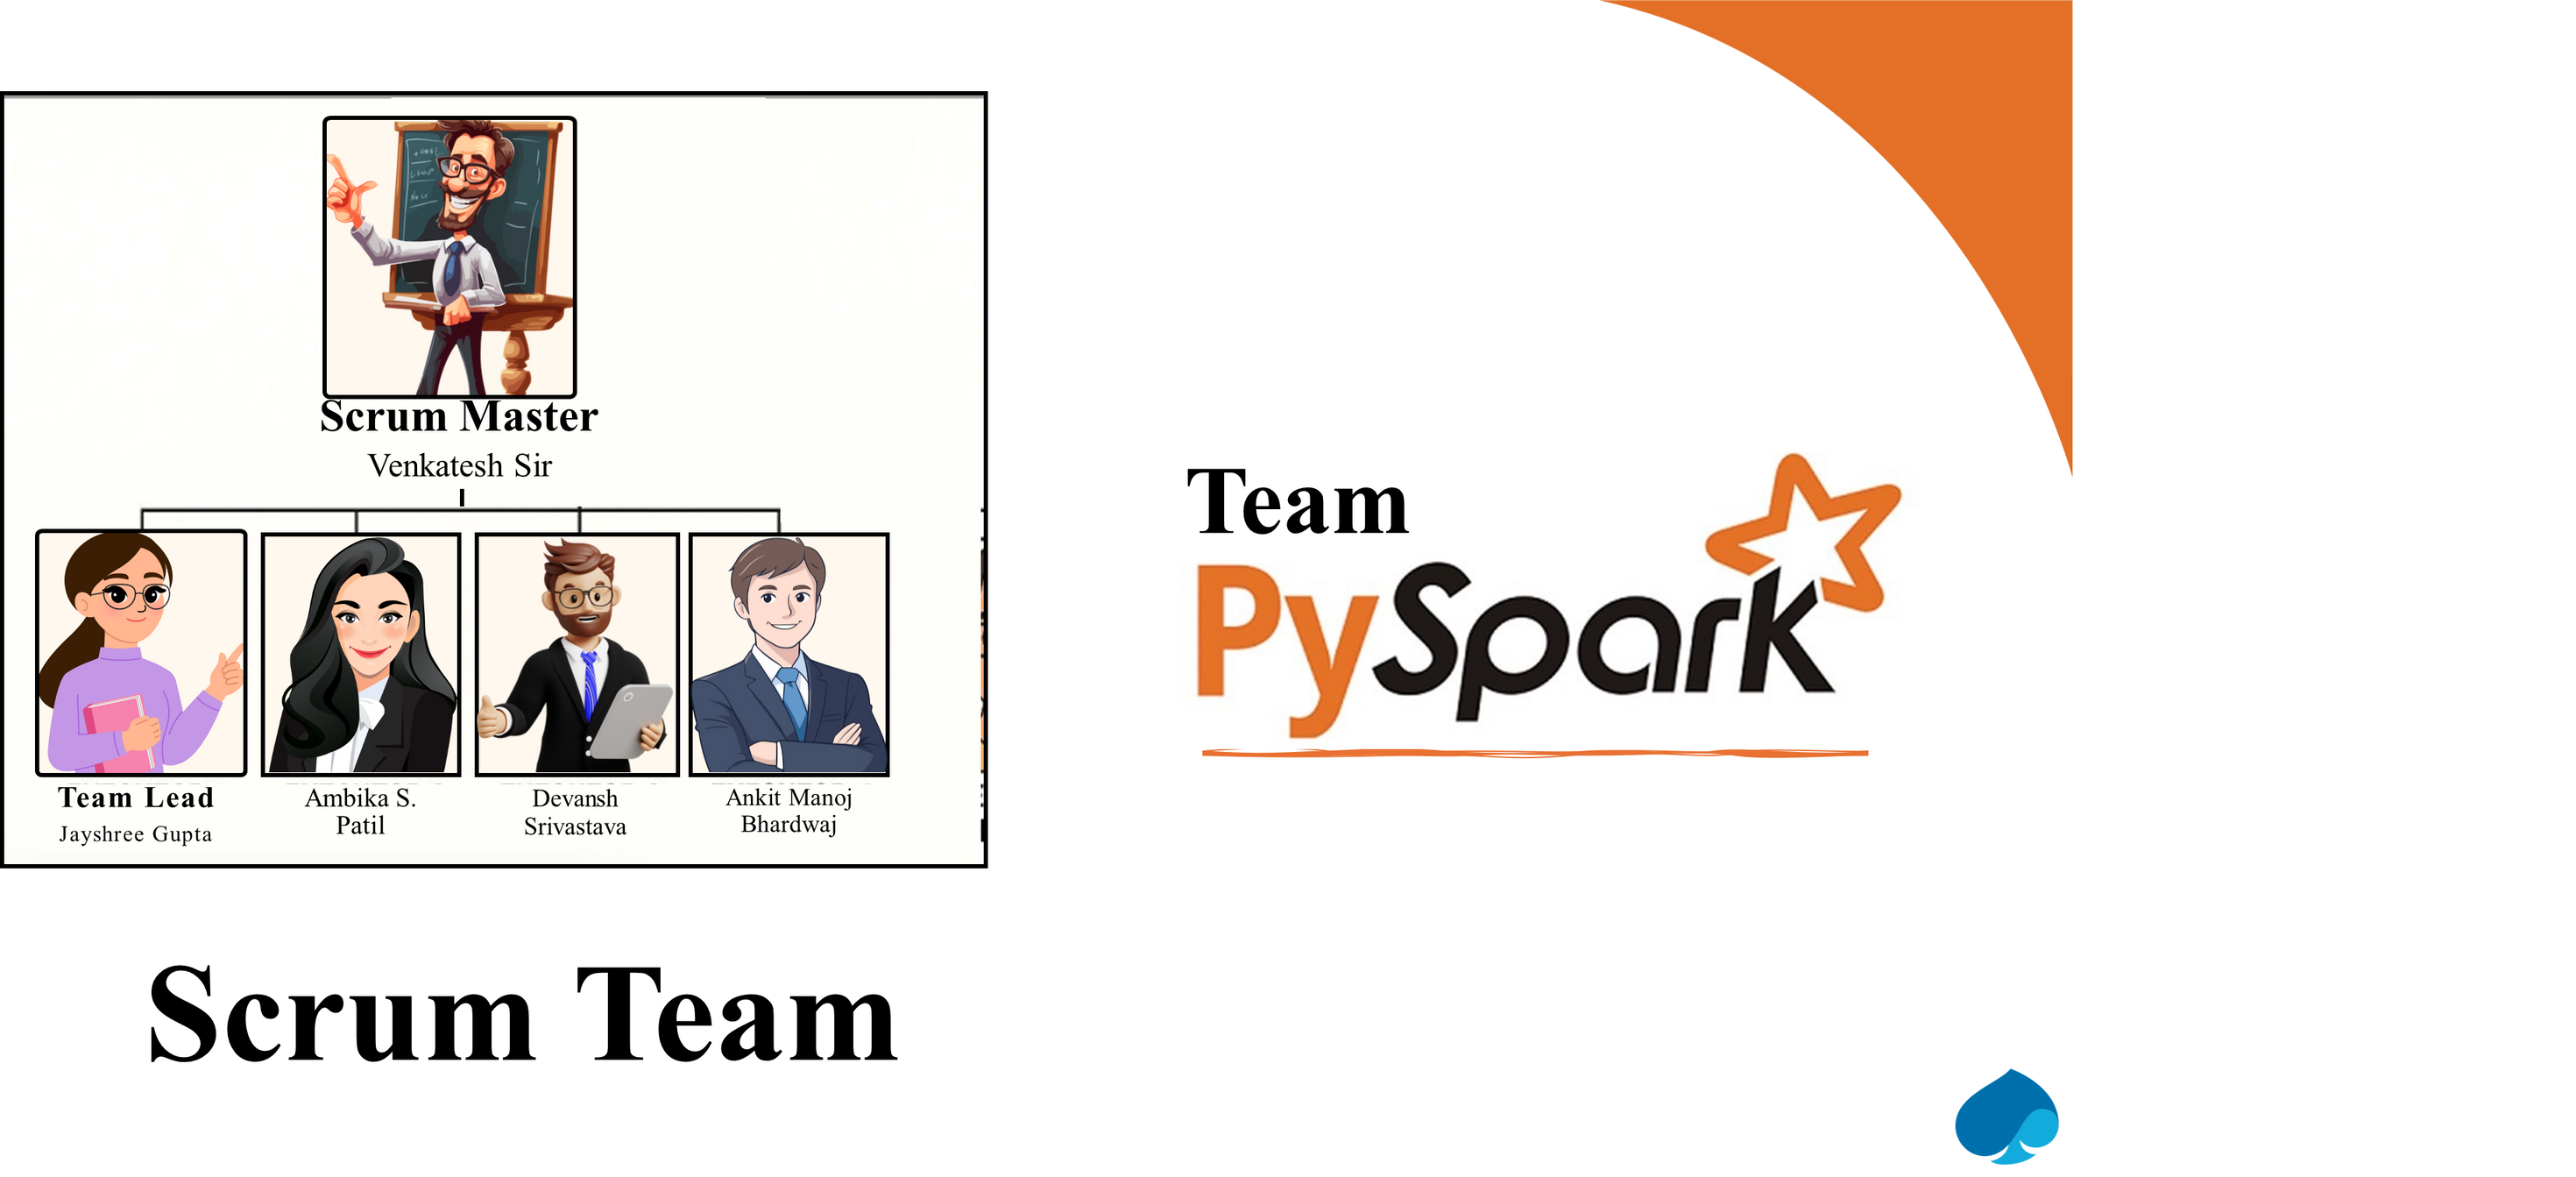 Scrum Master
Venkatesh Sir
Team Lead
Jayshree Gupta
Ambika S.
Patil
Devansh
Srivastava
Ankit Manoj
Bhardwaj
Scrum Team
Team
PySpark